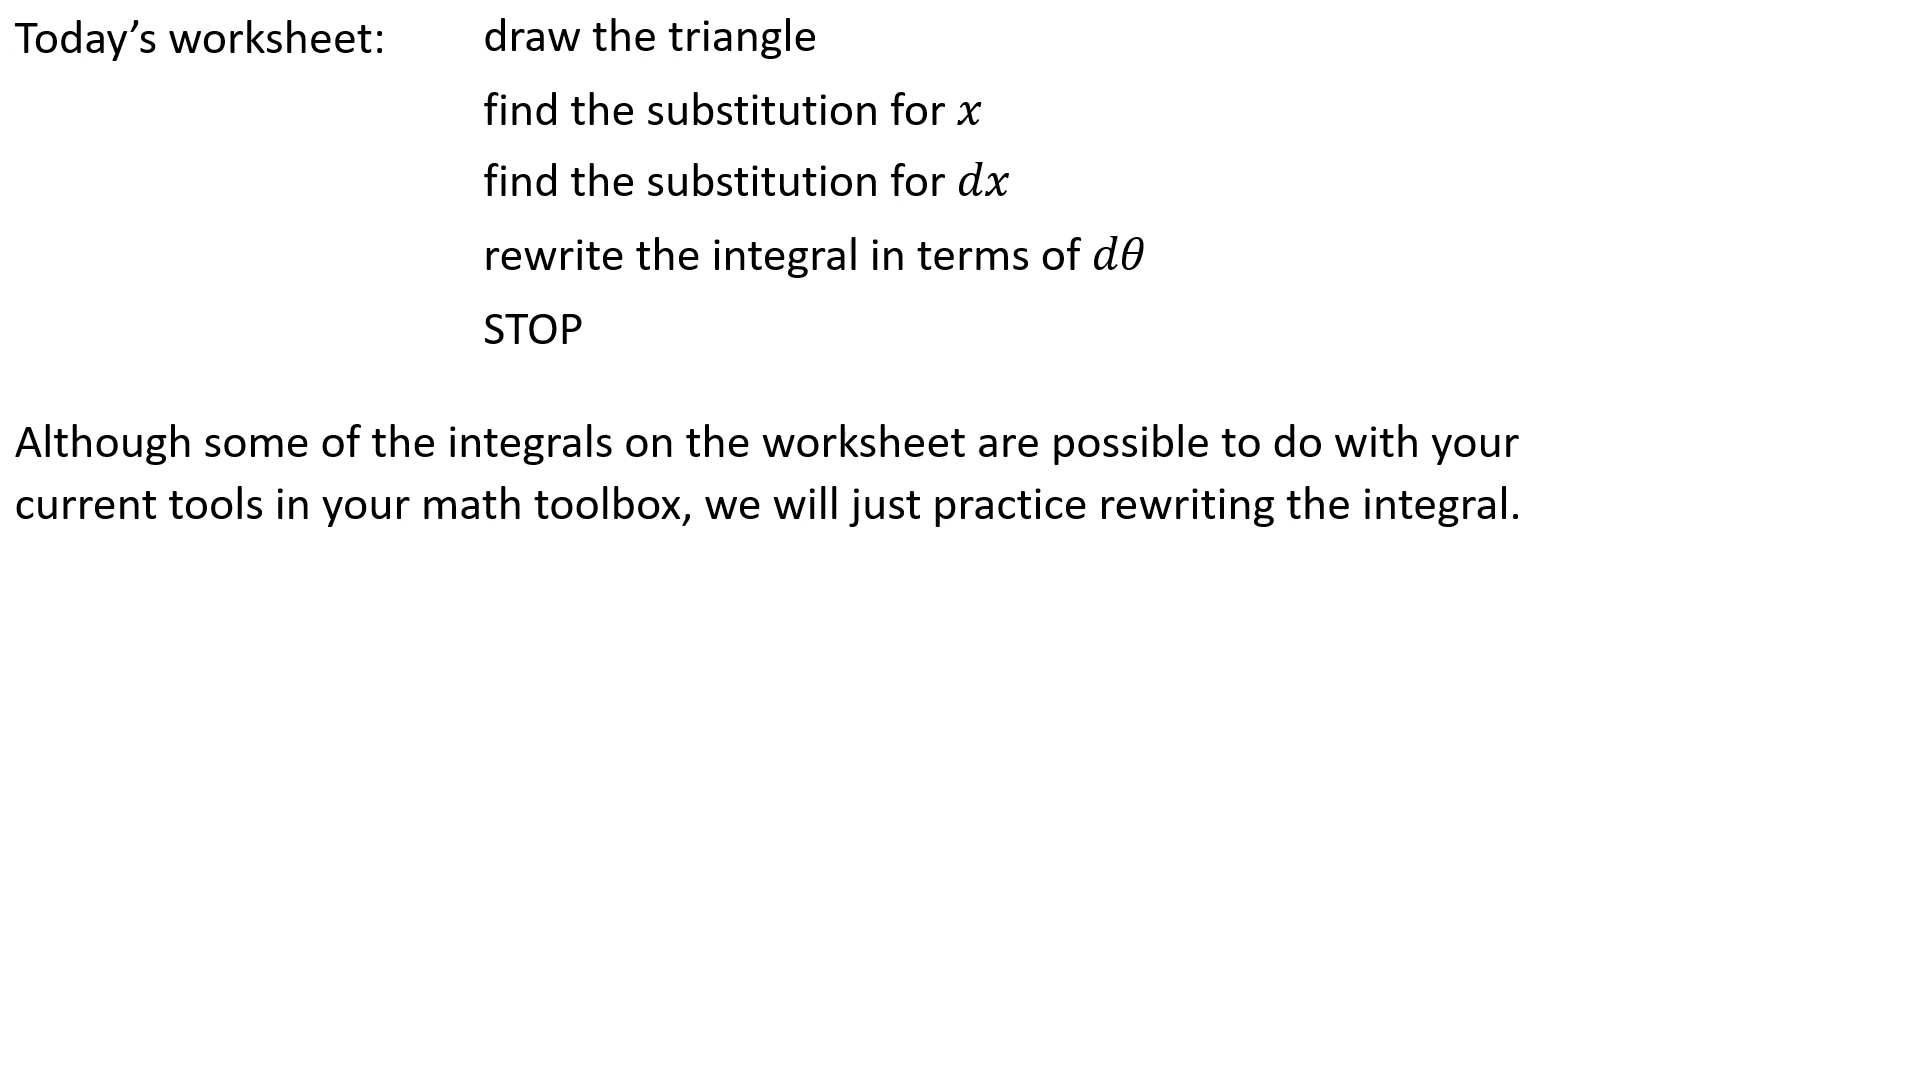 Today’s worksheet: draw the triangle
find the substitution for x
find the substitution for dx
rewrite the integral in terms of dθ
STOP
Although some of the integrals on the worksheet are possible to do with your
current tools in your math toolbox, we will just practice rewriting the integral.